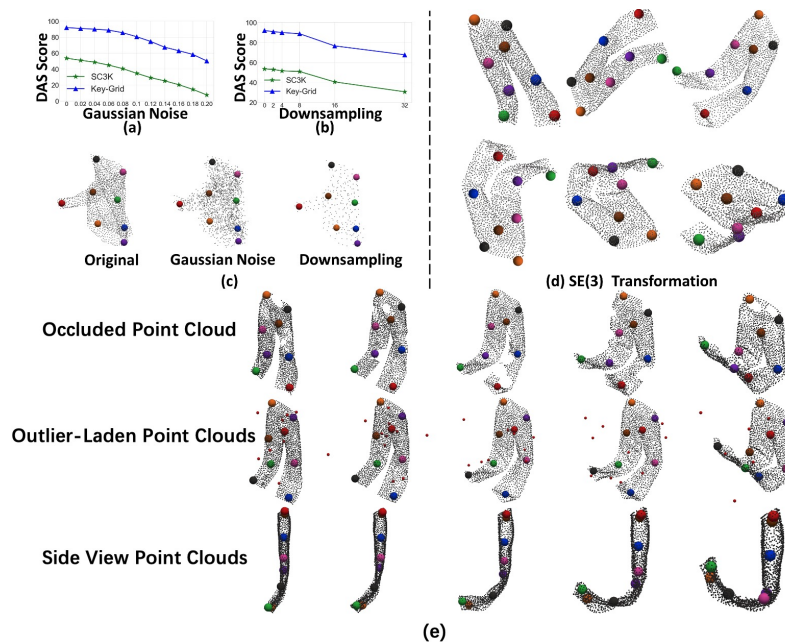 DAS Score
100
80
60
40
20
0
SC3K
Key-Grid
0 0.02 0.04 0.06 0.08 0.1 0.12 0.14 0.16 0.18 0.20
Gaussian Noise
(a)
DAS Score
100
80
60
40
20
SC3K
Key-Grid
0 2 4 8 16 32
Downsampling
(b)
Original
Gaussian Noise
Downsampling
(c)
(d) SE(3) Transformation
Occluded Point Cloud
Outlier-Laden Point Clouds
Side View Point Clouds
(e)